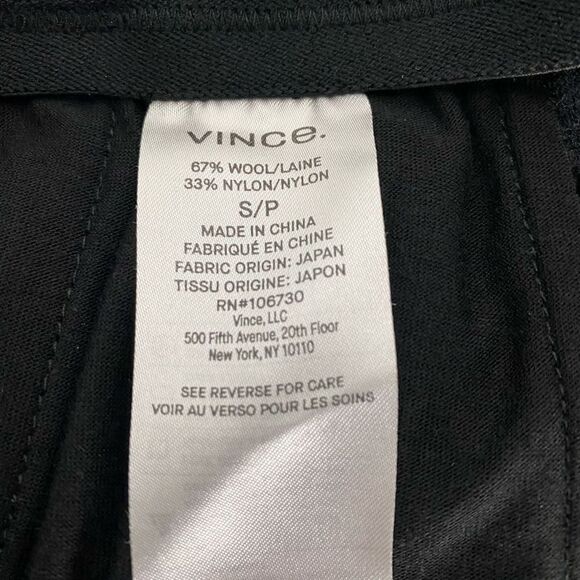 VINCe.
67% WOOL/LAINE
33% NYLON/NYLON
S/P
MADE IN CHINA
FABRIQUÉ EN CHINE
FABRIC ORIGIN: JAPAN
TISSU ORIGINE: JAPON
RN#106730
Vince, LLC
500 Fifth Avenue, 20th Floor
New York, NY 10110
SEE REVERSE FOR CARE
VOIR AU VERSO POUR LES SOINS